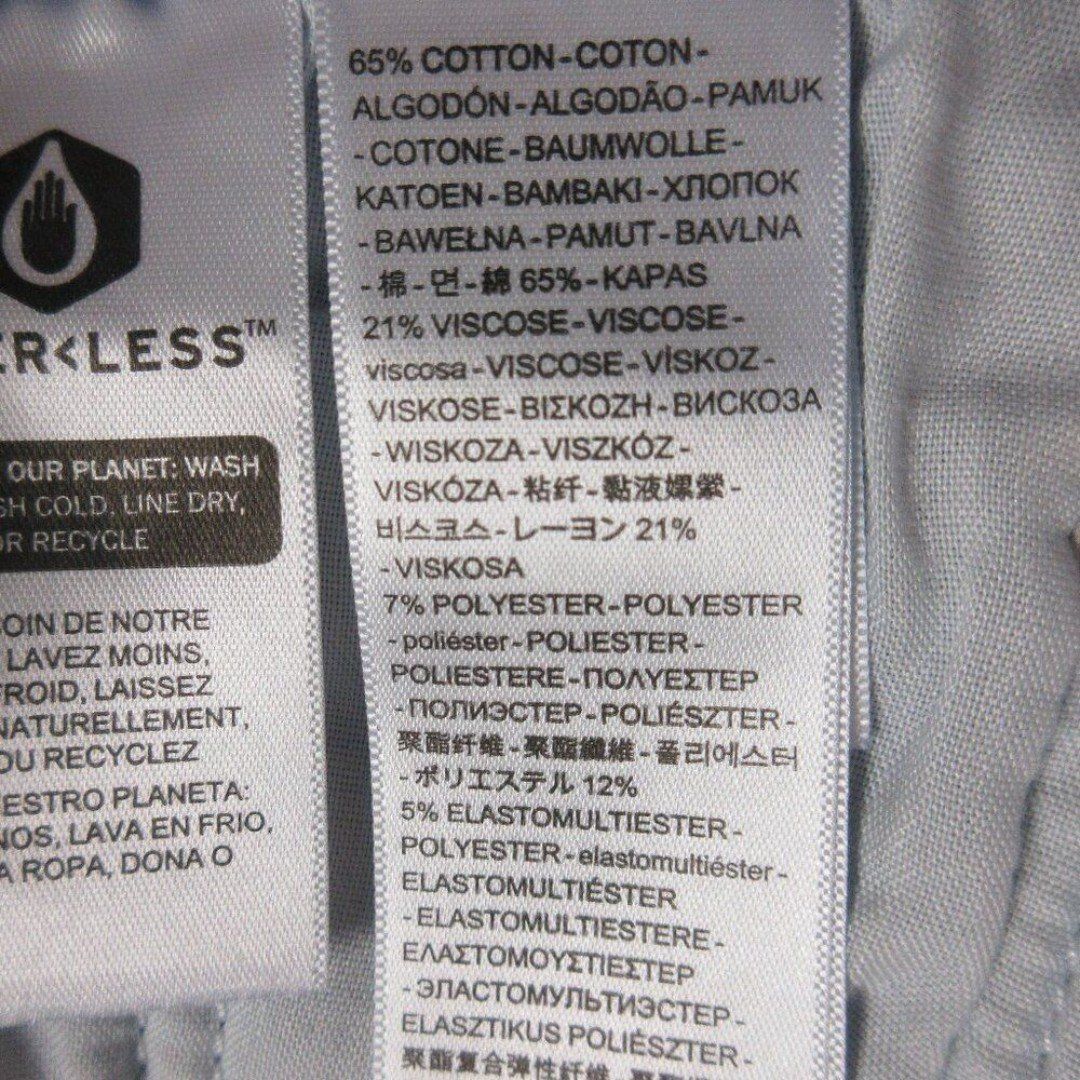 ER<LESS™
OUR PLANET: WASH
SH COLD, LINE DRY,
OR RECYCLE
OIN DE NOTRE
LAVEZ MOINS,
ROID, LAISSEZ
NATURELLEMENT,
OU RECYCLEZ
ESTRO PLANETA:
NOS, LAVA EN FRIO,
A ROPA, DONA O
65% COTTON-COTON-
ALGODÓN-ALGODÃO-PAMUK
-COTONE-BAUMWOLLE-
KATOEN-BAMBAKI-ХЛОПОК
-BAWEŁNA-PAMUT-BAVLNA
-棉-면-綿 65%-KAPAS
21% VISCOSE-VISCOSE-
viscosa-VISCOSE-VİSKOZ-
VISKOSE-ΒΙΣΚΟΖΗ-ВИСКОЗА
-WISKOZA-VISZKÓZ-
VISKÓZA-粘纤-黏液嫘縈-
비스코스-レーヨン 21%
-VISKOSA
7% POLYESTER-POLYESTER
-poliéster-POLIESTER-
POLIESTERE-ΠΟΛΥΕΣΤΕΡ
-ПОЛИЭСТЕР-POLIÉSZTER-
聚酯纤维-聚酯纖維-폴리에스터
-ポリエステル 12%
5% ELASTOMULTIESTER-
POLYESTER-elastomultiéster-
ELASTOMULTIÉSTER
-ELASTOMULTIESTERE-
ΕΛΑΣΤΟΜΟΥΣΤΙΕΣΤΕΡ
-ЭЛАСТОМУЛЬТИЭСТЕР-
ELASZTIKUS POLIÉSZTER-
聚酯复合弹性纤维-